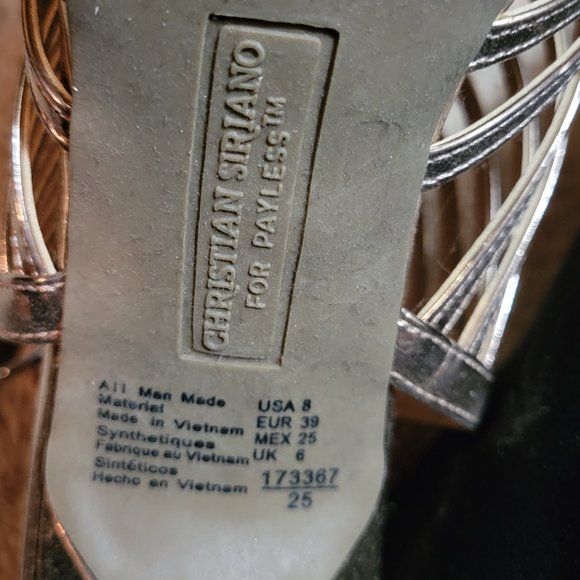 CHRISTIAN SIRIANO
FOR PAYLESS™
All Man Made
Material
Made in Vietnam
Synthetiques
Fabrique au Vietnam
Sintéticos
Hecho en Vietnam
USA 8
EUR 39
MEX 25
UK 6
173367
25